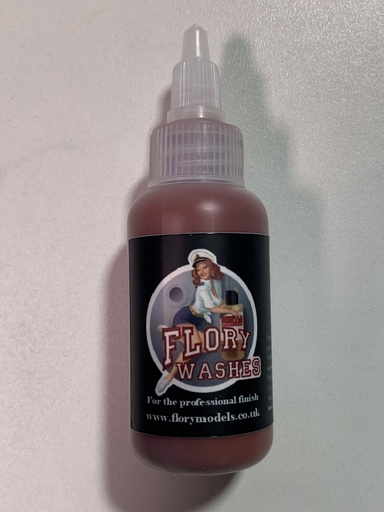 FLORY
WASHES
For the professional finish
www.florymodels.co.uk